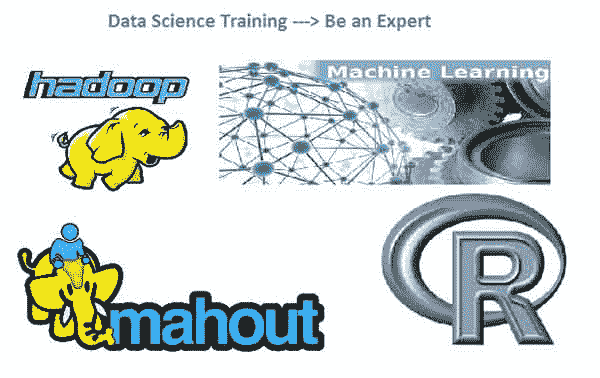 Data Science Training ---> Be an Expert
hadoop
Machine Learning
mahout
R